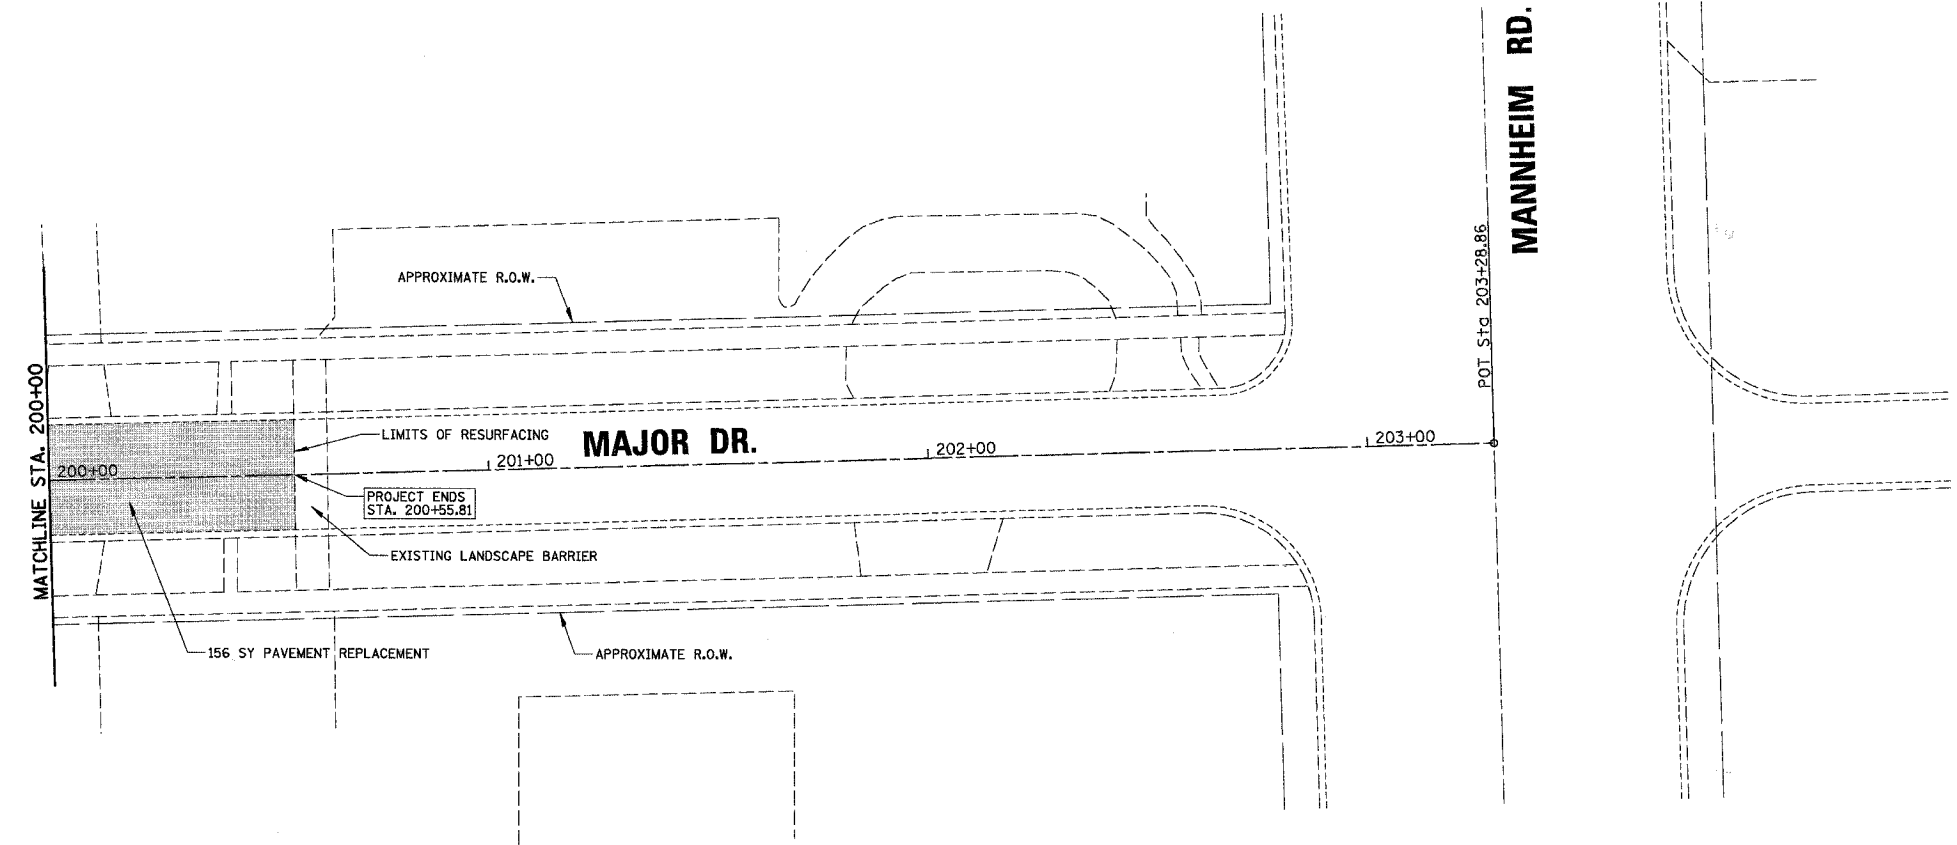 MANNHEIM RD.
POT Sta 203+28.86
APPROXIMATE R.O.W.
MATCHLINE STA. 200+00
LIMITS OF RESURFACING
MAJOR DR.
200+00
201+00
202+00
203+00
PROJECT ENDS
STA. 200+55.81
EXISTING LANDSCAPE BARRIER
156 SY PAVEMENT REPLACEMENT
APPROXIMATE R.O.W.